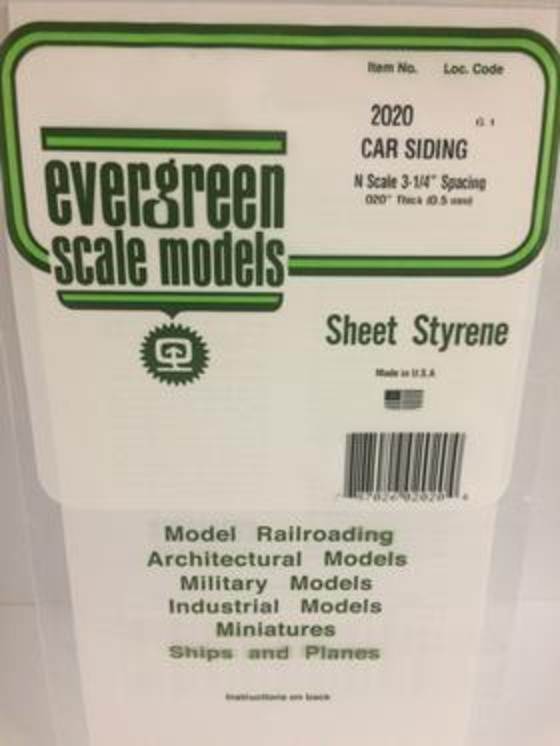 Item No. Loc. Code
2020 G 1
CAR SIDING
N Scale 3-1/4" Spacing
.020" Thick (0.5 mm)
evergreen
scale models
Sheet Styrene
Made in U.S.A
Model Railroading
Architectural Models
Military Models
Industrial Models
Miniatures
Ships and Planes
Instructions on back